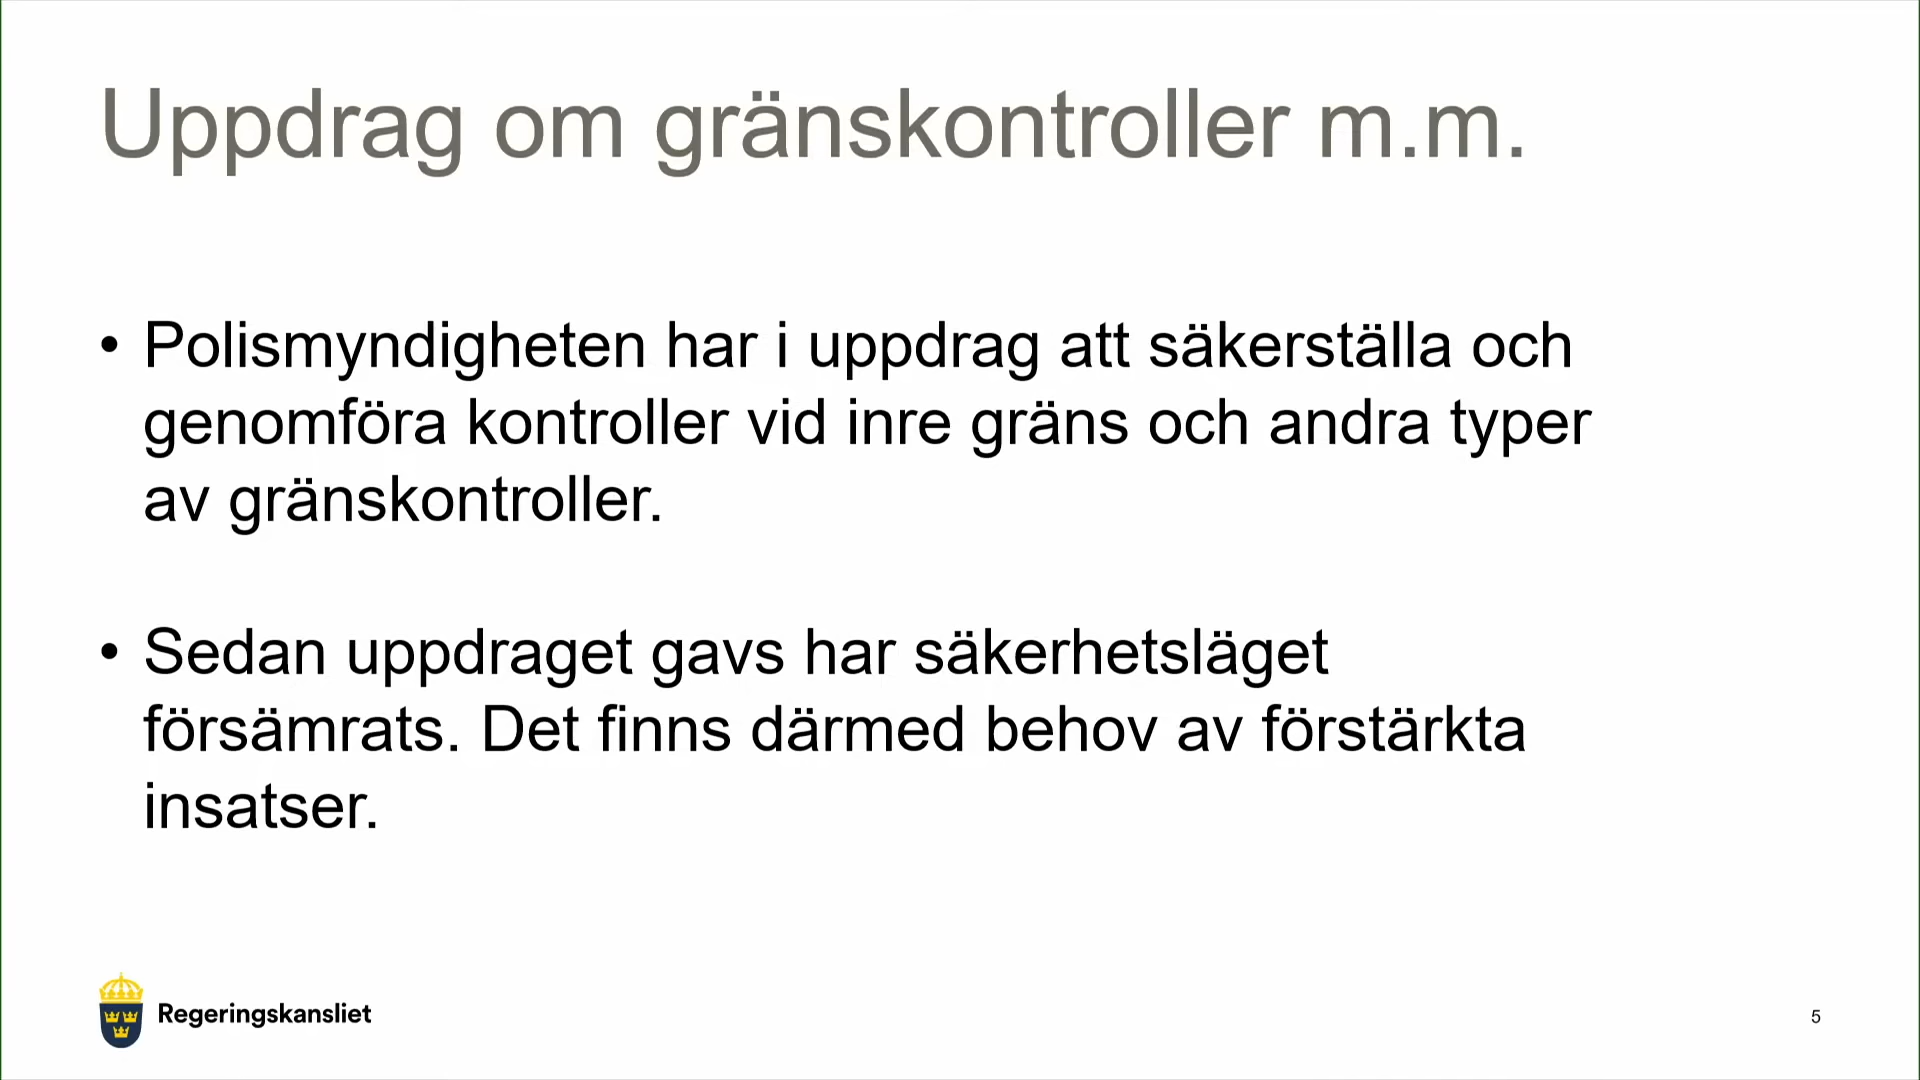 Uppdrag om gränskontroller m.m.
• Polismyndigheten har i uppdrag att säkerställa och
genomföra kontroller vid inre gräns och andra typer
av gränskontroller.
• Sedan uppdraget gavs har säkerhetsläget
försämrats. Det finns därmed behov av förstärkta
insatser.
Regeringskansliet
5